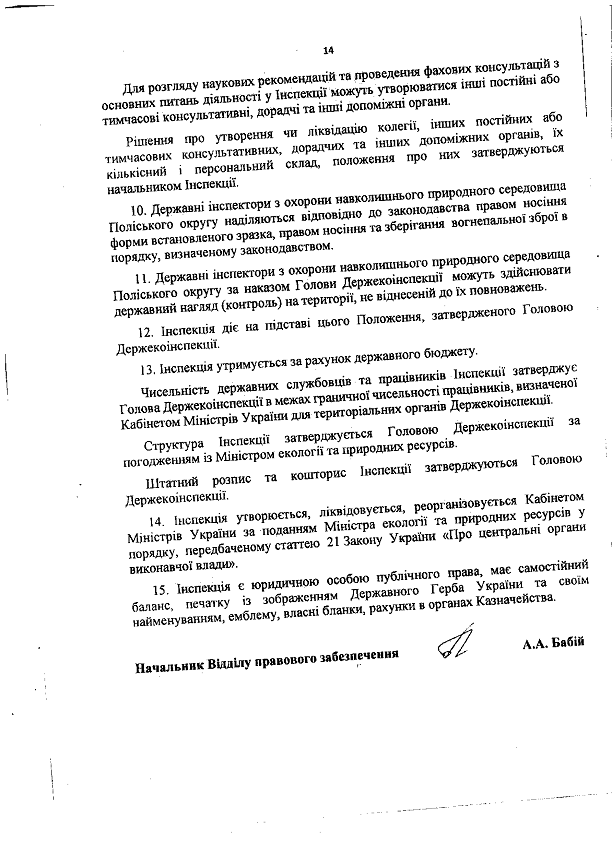 14
Для розгляду наукових рекомендацій та проведення фахових консультацій з
основних питань діяльності у Інспекції можуть утворюватися інші постійні або
тимчасові консультативні, дорадчі та інші допоміжні органи.
Рішення про утворення чи ліквідацію колегії, інших постійних або
тимчасових консультативних, дорадчих та інших допоміжних органів, їх
кількісний і персональний склад, положення про них затверджуються
начальником Інспекції.
10. Державні інспектори з охорони навколишнього природного середовища
Поліського округу наділяються відповідно до законодавства правом носіння
форми встановленого зразка, правом носіння та зберігання вогнепальної зброї в
порядку, визначеному законодавством.
11. Державні інспектори з охорони навколишнього природного середовища
Поліського округу за наказом Голови Держекоінспекції можуть здійснювати
державний нагляд (контроль) на території, не віднесеній до їх повноважень.
12. Інспекція діє на підставі цього Положення, затвердженого Головою
Держекоінспекції.
13. Інспекція утримується за рахунок державного бюджету.
Чисельність державних службовців та працівників Інспекції затверджує
Голова Держекоінспекції в межах граничної чисельності працівників, визначеної
Кабінетом Міністрів України для територіальних органів Держекоінспекції.
Структура Інспекції затверджується Головою Держекоінспекції за
погодженням із Міністром екології та природних ресурсів.
Штатний розпис та кошторис Інспекції затверджуються Головою
Держекоінспекції.
14. Інспекція утворюється, ліквідовується, реорганізовується Кабінетом
Міністрів України за поданням Міністра екології та природних ресурсів у
порядку, передбаченому статтею 21 Закону України «Про центральні органи
виконавчої влади».
15. Інспекція є юридичною особою публічного права, має самостійний
баланс, печатку із зображенням Державного Герба України та своїм
найменуванням, емблему, власні бланки, рахунки в органах Казначейства.
Начальник Відділу правового забезпечення А.А. Бабій